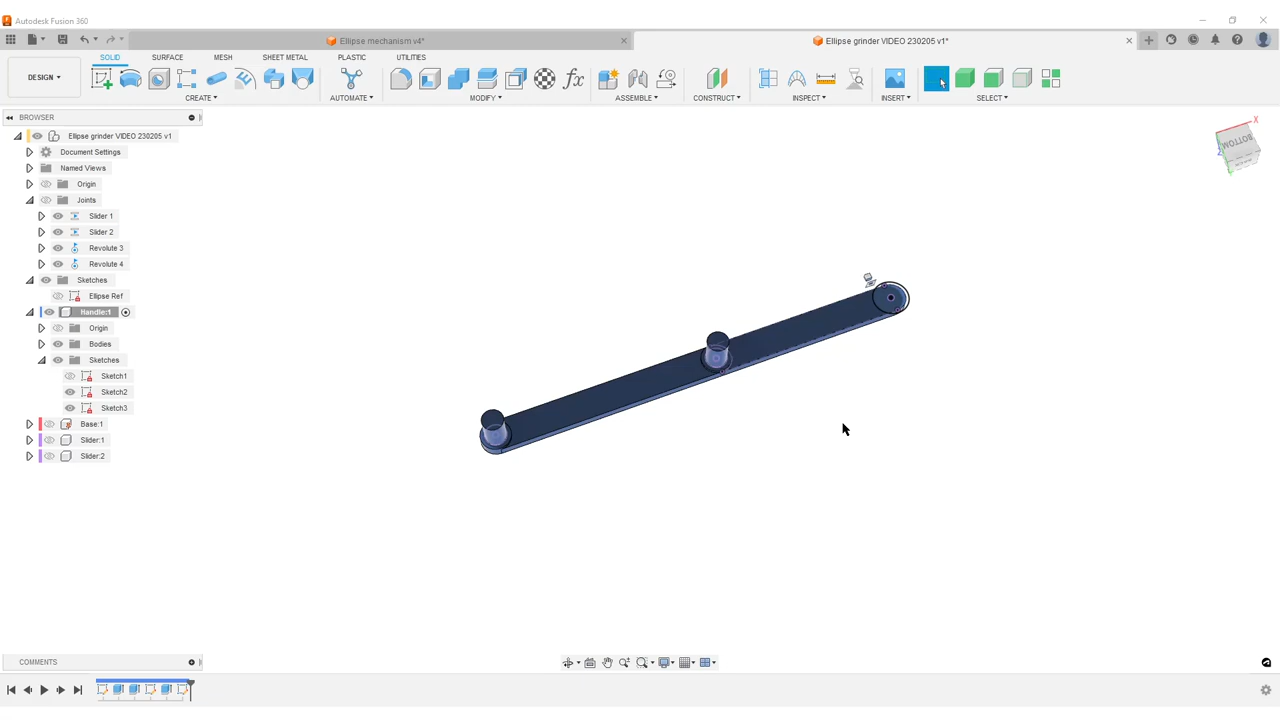 Autodesk Fusion 360
Ellipse mechanism v4*
Ellipse grinder VIDEO 230205 v1*
SOLID
SURFACE
MESH
SHEET METAL
PLASTIC
UTILITIES
DESIGN
CREATE
AUTOMATE
MODIFY
ASSEMBLE
CONSTRUCT
INSPECT
INSERT
SELECT
BROWSER
Ellipse grinder VIDEO 230205 v1
Document Settings
Named Views
Origin
Joints
Slider 1
Slider 2
Revolute 3
Revolute 4
Sketches
Ellipse Ref
Handle:1
Origin
Bodies
Sketches
Sketch1
Sketch2
Sketch3
Base:1
Slider:1
Slider:2
X
BOTTOM
COMMENTS